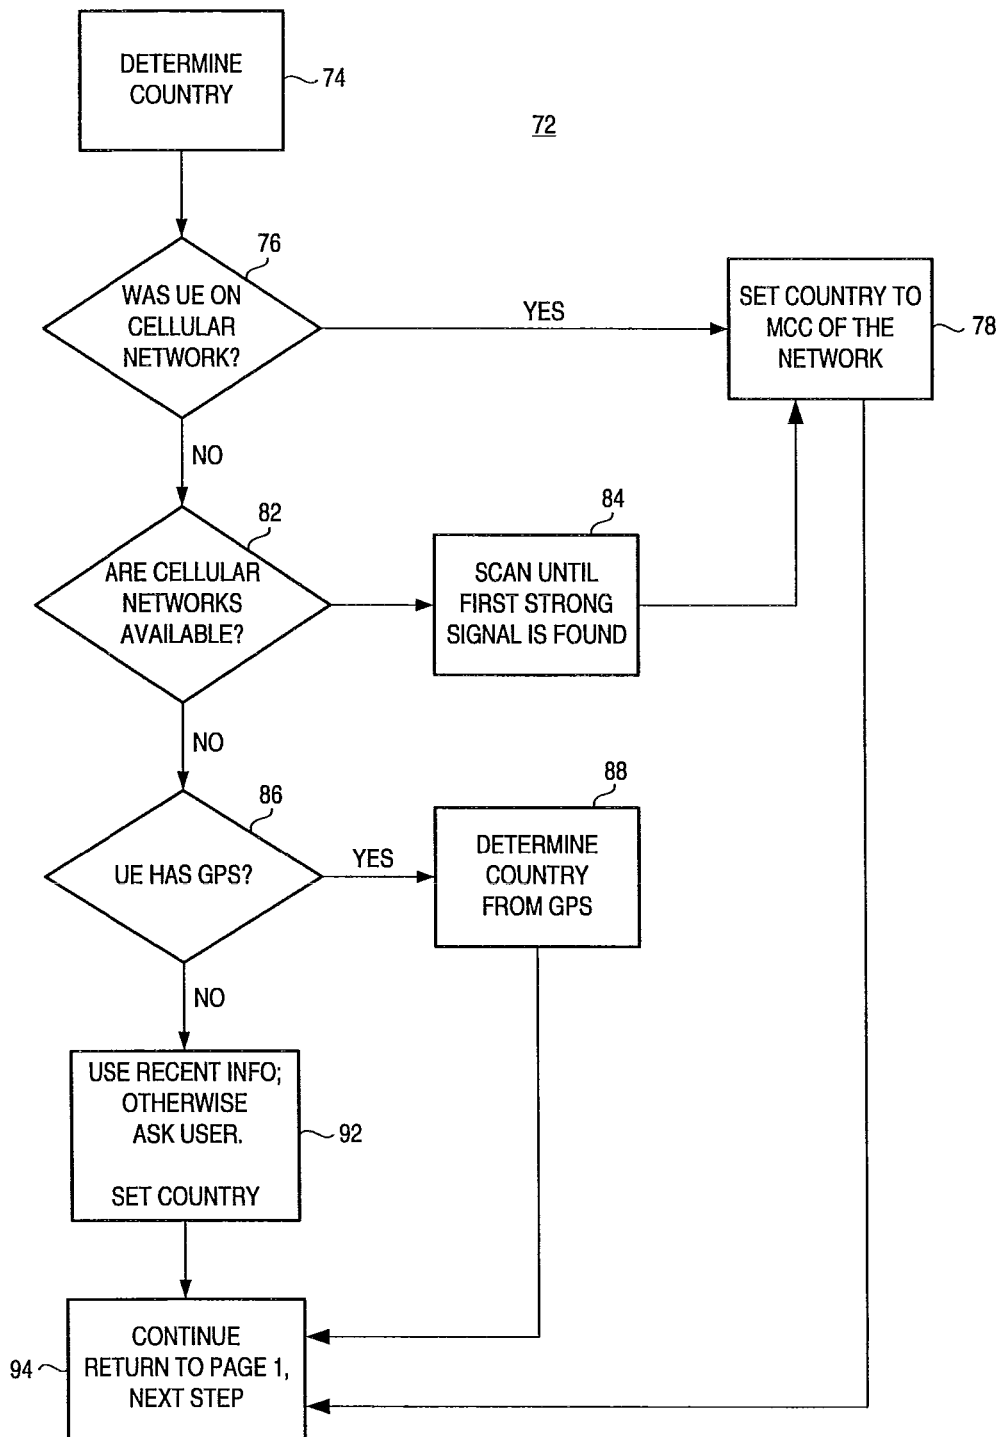 DETERMINE
COUNTRY
74
72
76
WAS UE ON
CELLULAR
NETWORK?
YES
SET COUNTRY TO
MCC OF THE
NETWORK
78
NO
82
ARE CELLULAR
NETWORKS
AVAILABLE?
84
SCAN UNTIL
FIRST STRONG
SIGNAL IS FOUND
NO
86
UE HAS GPS?
YES
88
DETERMINE
COUNTRY
FROM GPS
NO
USE RECENT INFO;
OTHERWISE
ASK USER.
SET COUNTRY
92
94
CONTINUE
RETURN TO PAGE 1,
NEXT STEP